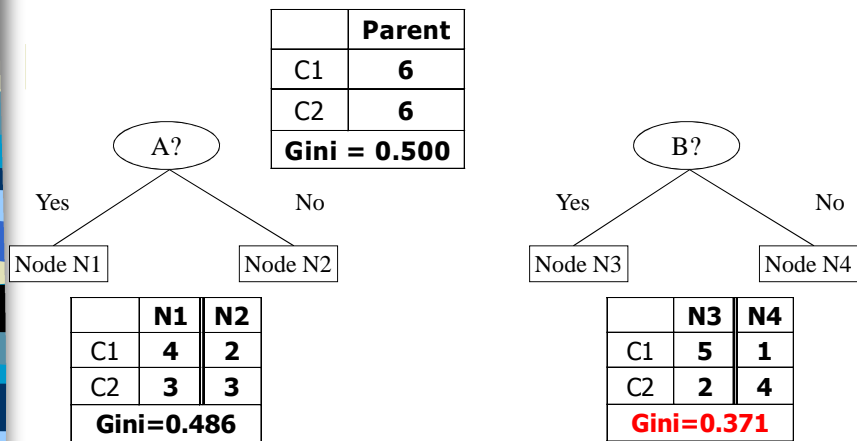 Parent
C1 6
C2 6
Gini = 0.500
A?
Yes No
Node N1 Node N2
N1 N2
C1 4 2
C2 3 3
Gini=0.486
B?
Yes No
Node N3 Node N4
N3 N4
C1 5 1
C2 2 4
Gini=0.371